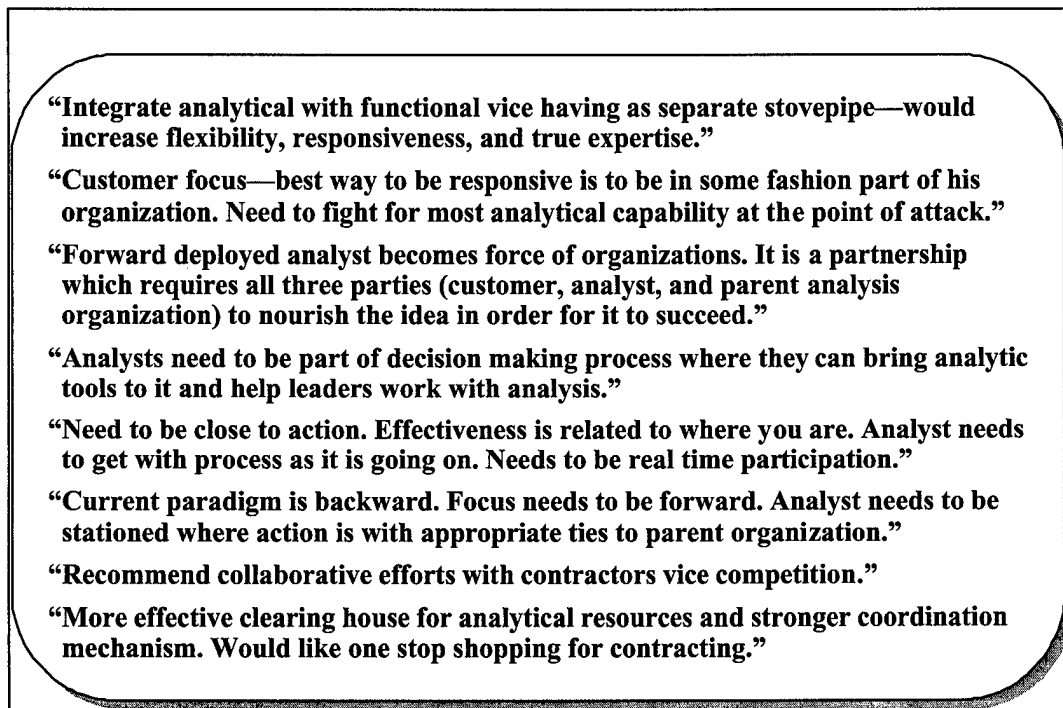 “Integrate analytical with functional vice having as separate stovepipe—would
increase flexibility, responsiveness, and true expertise.”
“Customer focus—best way to be responsive is to be in some fashion part of his
organization. Need to fight for most analytical capability at the point of attack.”
“Forward deployed analyst becomes force of organizations. It is a partnership
which requires all three parties (customer, analyst, and parent analysis
organization) to nourish the idea in order for it to succeed.”
“Analysts need to be part of decision making process where they can bring analytic
tools to it and help leaders work with analysis.”
“Need to be close to action. Effectiveness is related to where you are. Analyst needs
to get with process as it is going on. Needs to be real time participation.”
“Current paradigm is backward. Focus needs to be forward. Analyst needs to be
stationed where action is with appropriate ties to parent organization.”
“Recommend collaborative efforts with contractors vice competition.”
“More effective clearing house for analytical resources and stronger coordination
mechanism. Would like one stop shopping for contracting.”